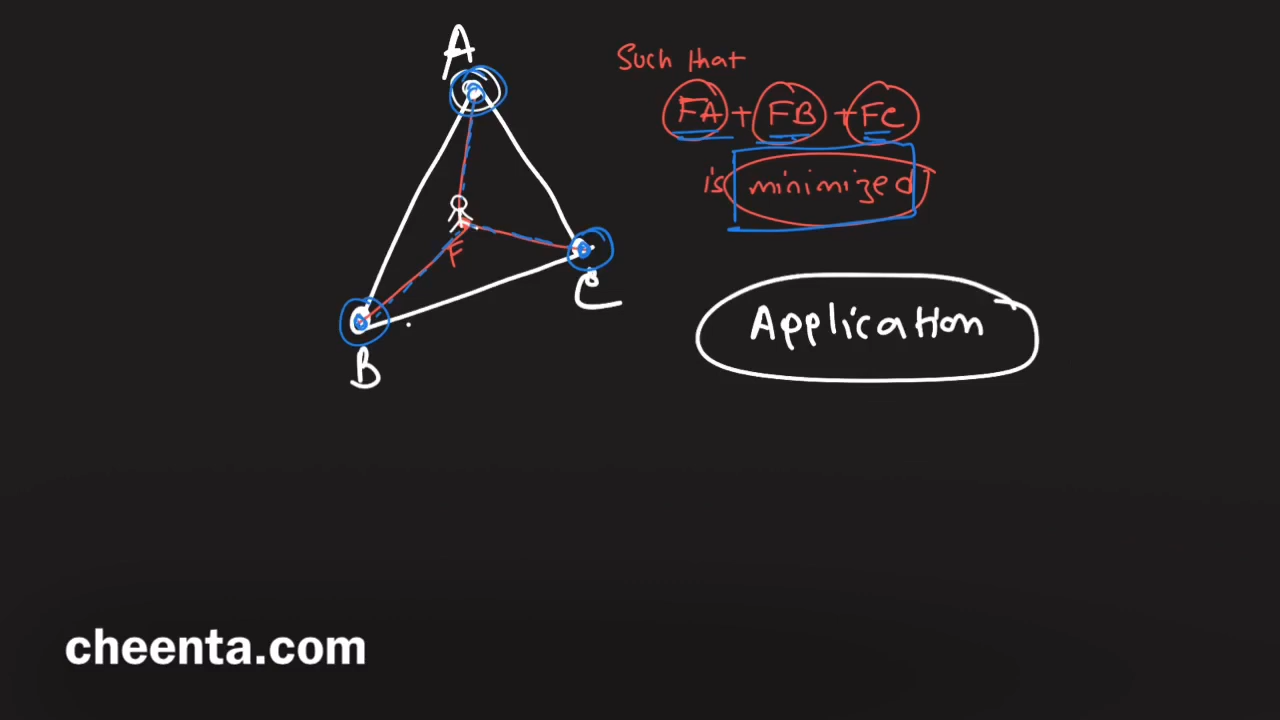 A
Such that
FA + FB + FC
is minimized
F
C
Application
B
cheenta.com